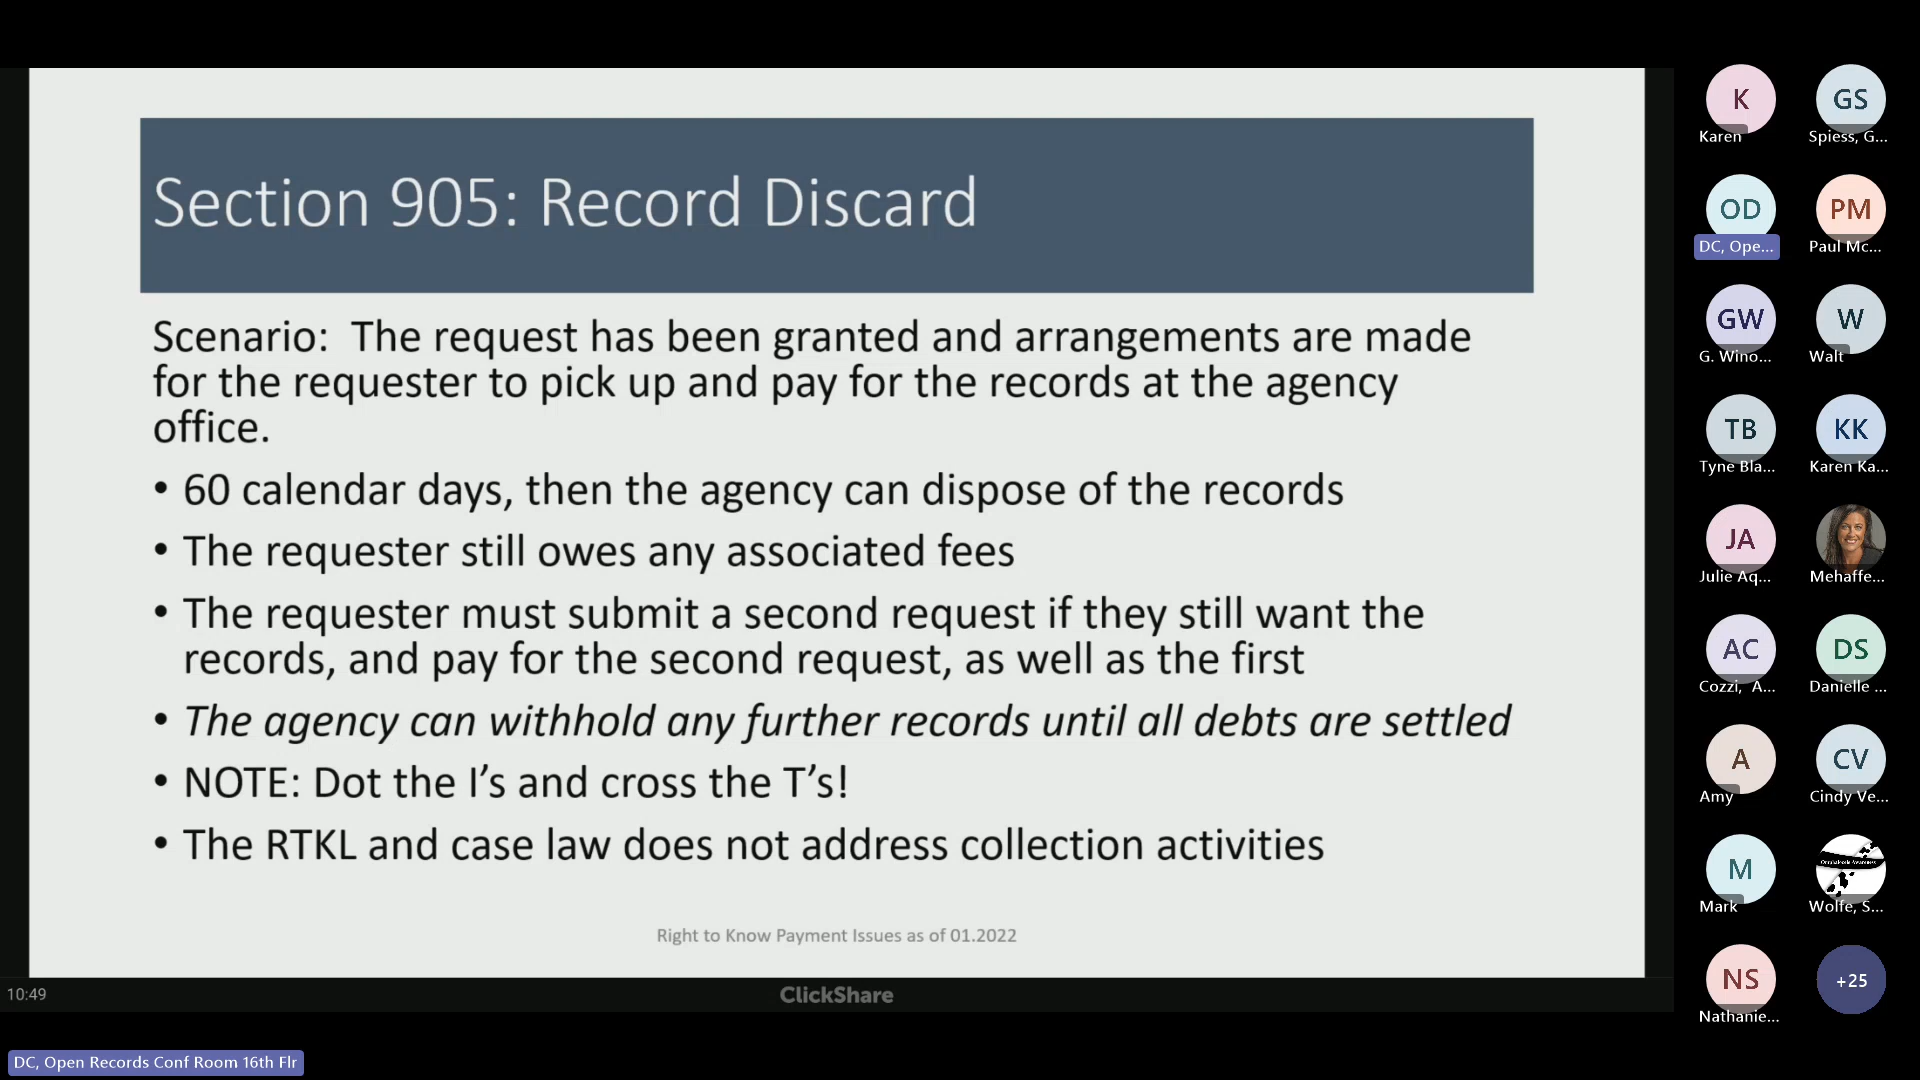 Section 905: Record Discard
Scenario:  The request has been granted and arrangements are made
for the requester to pick up and pay for the records at the agency
office.
• 60 calendar days, then the agency can dispose of the records
• The requester still owes any associated fees
• The requester must submit a second request if they still want the
records, and pay for the second request, as well as the first
• The agency can withhold any further records until all debts are settled
• NOTE: Dot the I’s and cross the T’s!
• The RTKL and case law does not address collection activities
Right to Know Payment Issues as of 01.2022
10:49
ClickShare
DC, Open Records Conf Room 16th Flr
K
Karen
GS
Spiess, G...
OD
DC, Ope...
PM
Paul Mc...
GW
G. Wino...
W
Walt
TB
Tyne Bla...
KK
Karen Ka...
JA
Julie Aq...
Mehaffe...
AC
Cozzi,  A...
DS
Danielle ...
A
Amy
CV
Cindy Ve...
M
Mark
Wolfe, S...
NS
Nathanie...
+25